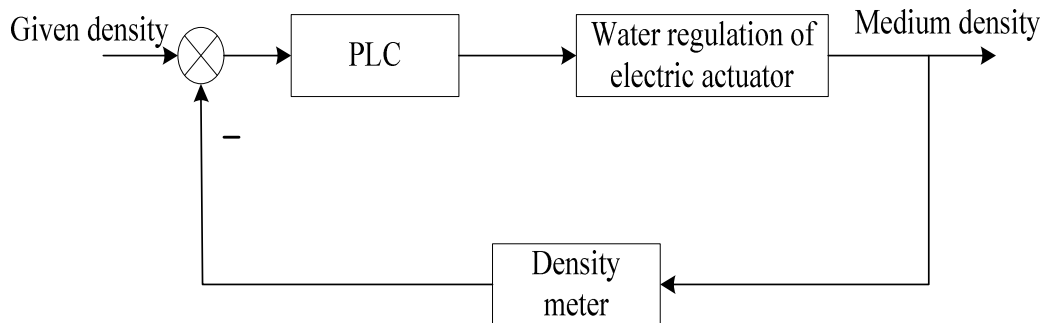 Given density
PLC
Water regulation of
electric actuator
Medium density
–
Density
meter